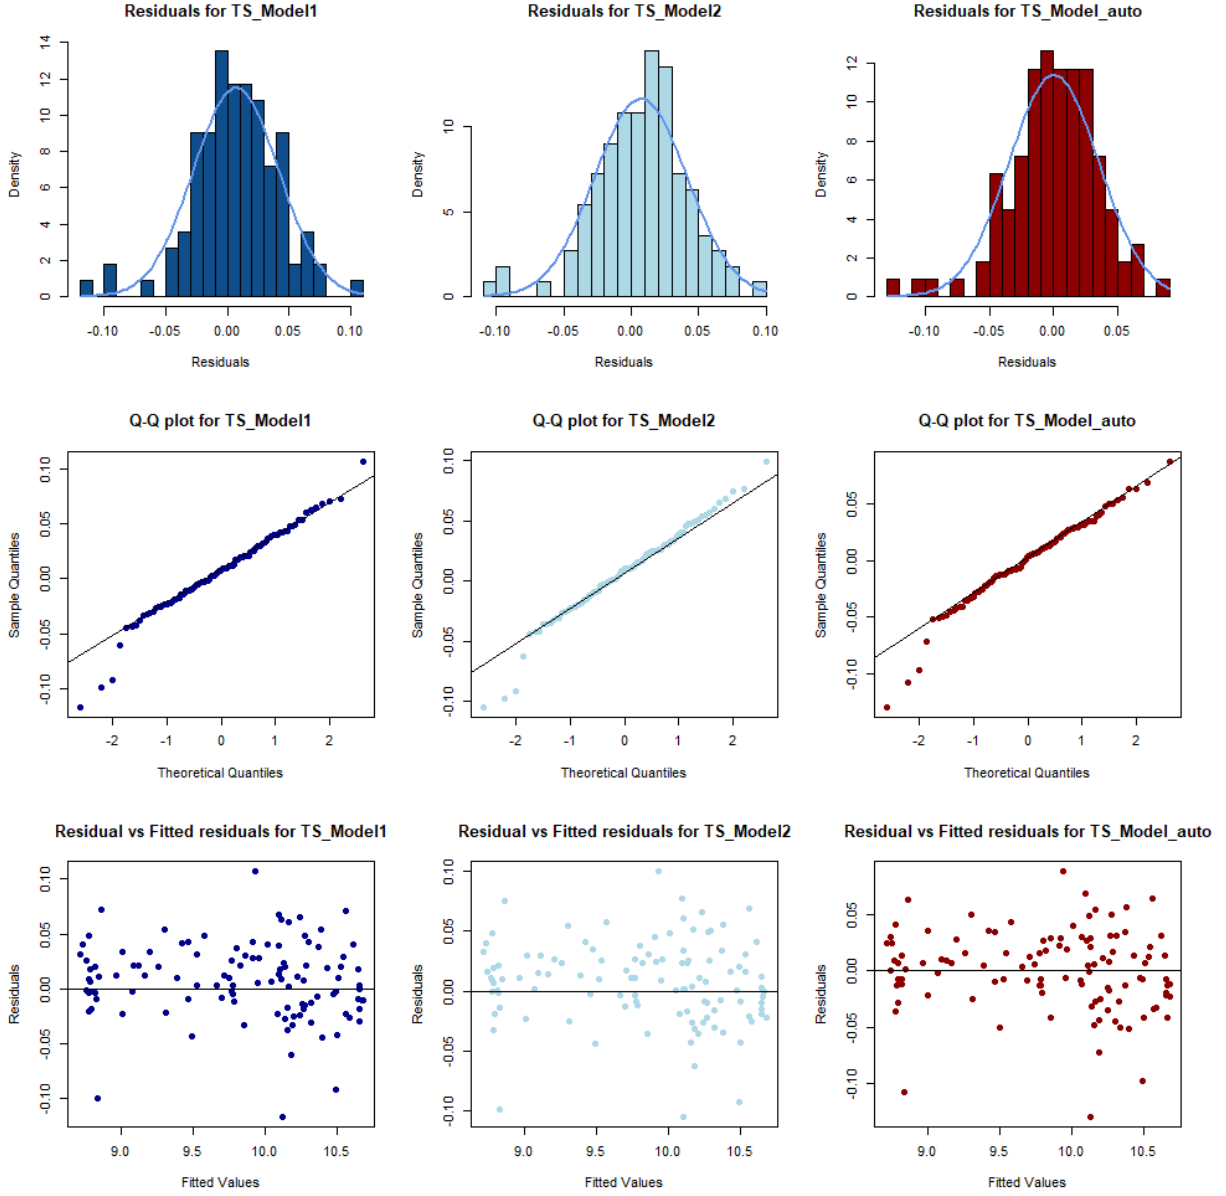 Residuals for TS_Model1
Residuals for TS_Model2
Residuals for TS_Model_auto
Density
0 2 4 6 8 10 12 14
-0.10 -0.05 0.00 0.05 0.10
Residuals
Density
0 5 10
-0.10 -0.05 0.00 0.05 0.10
Residuals
Density
0 2 4 6 8 10 12
-0.10 -0.05 0.00 0.05
Residuals
Q-Q plot for TS_Model1
Q-Q plot for TS_Model2
Q-Q plot for TS_Model_auto
Sample Quantiles
-0.10 -0.05 0.00 0.05 0.10
-2 -1 0 1 2
Theoretical Quantiles
Sample Quantiles
-0.10 -0.05 0.00 0.05 0.10
-2 -1 0 1 2
Theoretical Quantiles
Sample Quantiles
-0.10 -0.05 0.00 0.05
-2 -1 0 1 2
Theoretical Quantiles
Residual vs Fitted residuals for TS_Model1
Residual vs Fitted residuals for TS_Model2
Residual vs Fitted residuals for TS_Model_auto
Residuals
-0.10 -0.05 0.00 0.05 0.10
9.0 9.5 10.0 10.5
Fitted Values
Residuals
-0.10 -0.05 0.00 0.05 0.10
9.0 9.5 10.0 10.5
Fitted Values
Residuals
-0.10 -0.05 0.00 0.05
9.0 9.5 10.0 10.5
Fitted Values